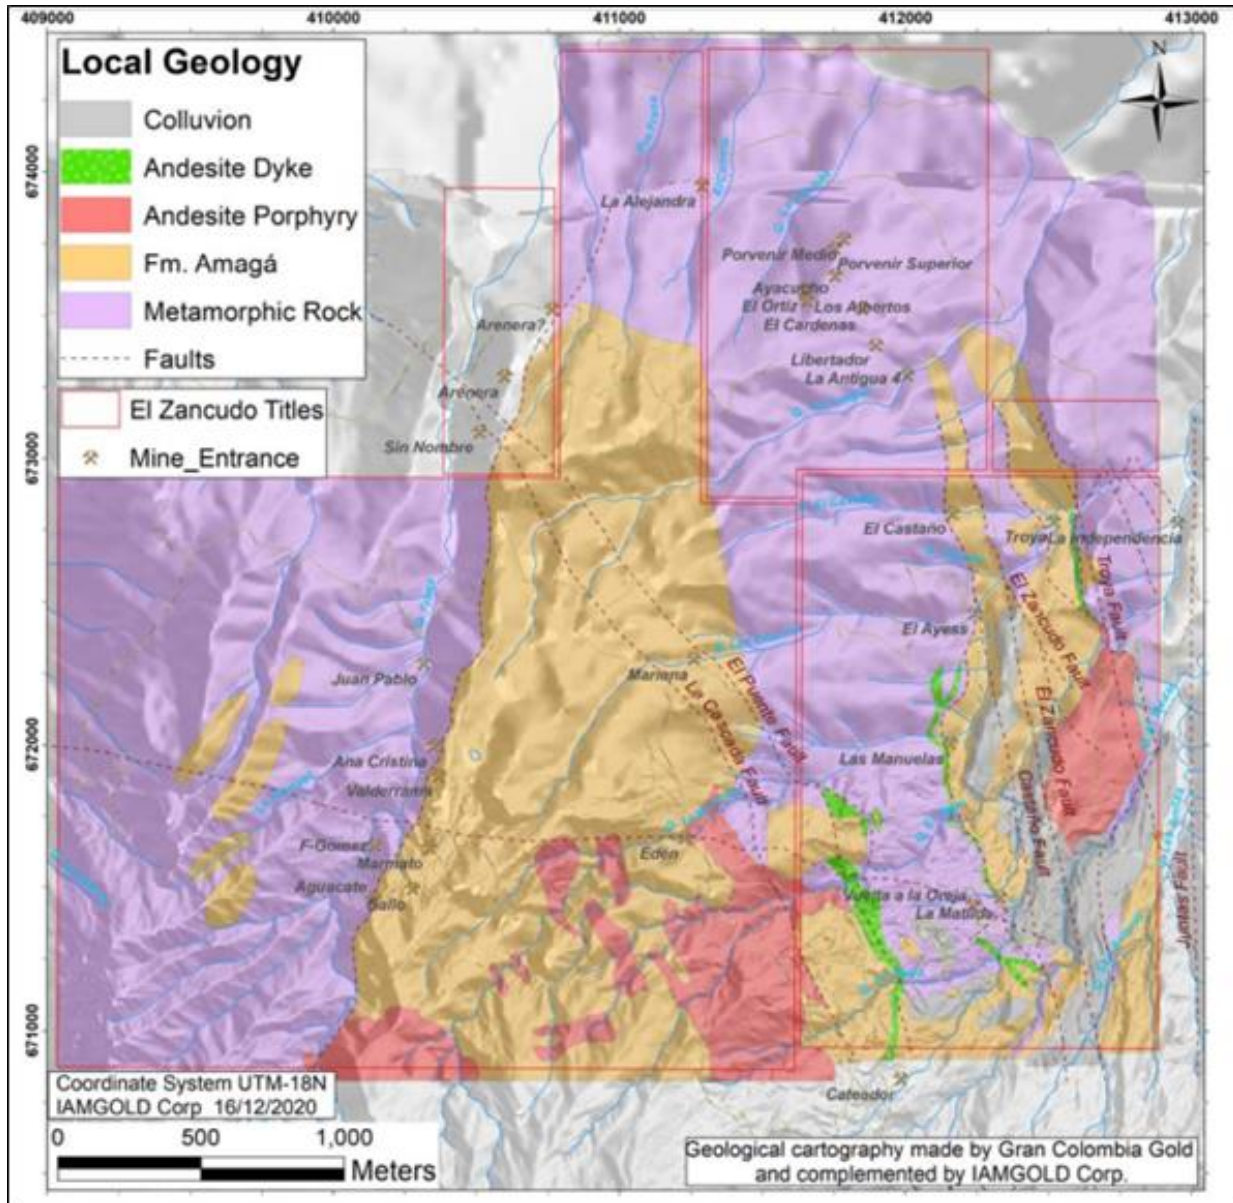 409000 410000 411000 412000 413000
674000
673000
672000
671000
N
Local Geology
Colluvion
Andesite Dyke
Andesite Porphyry
Fm. Amagá
Metamorphic Rock
Faults
El Zancudo Titles
Mine_Entrance
La Alejandra
Porvenir Medio
Porvenir Superior
Ayacucho
El Ortiz
El Cardenas
Libertador
La Antigua 4
Arenera?
Arenera
Sin Nombre
El Castaño
Troya
La Independencia
Troya Fault
El Ayess
El Zancudo Fault
El Zancudo Fault
Juan Pablo
Mariana
El Puente Fault
La Cascada Fault
Ana Cristina
Las Manuelas
Castaño Fault
F-Gomez
Marmato
Eden
Aguacate
Gallo
Vuelta a la Oreja
La Matilda
Juntas Fault
Cateador
Coordinate System UTM-18N
IAMGOLD Corp 16/12/2020
0 500 1,000
Meters
Geological cartography made by Gran Colombia Gold
and complemented by IAMGOLD Corp.